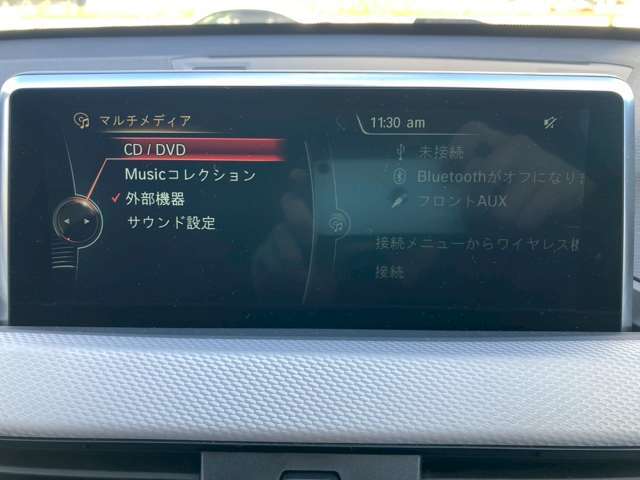 マルチメディア
11:30 am
CD / DVD
Musicコレクション
外部機器
サウンド設定
未接続
Bluetoothがオフになり
フロントAUX
接続メニューからワイヤレス
接続